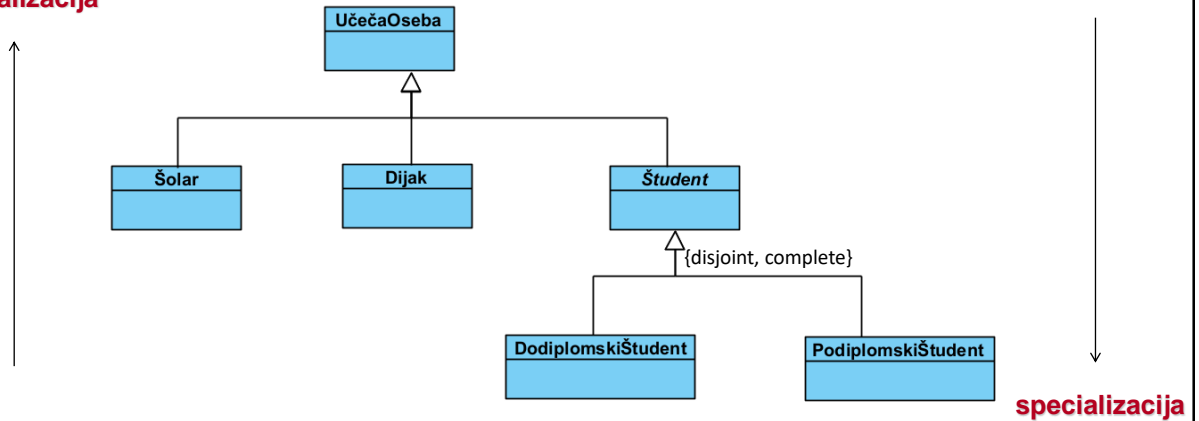 UčečaOseba
Šolar
Dijak
Študent
{disjoint, complete}
DodiplomskiŠtudent
PodiplomskiŠtudent
specializacija